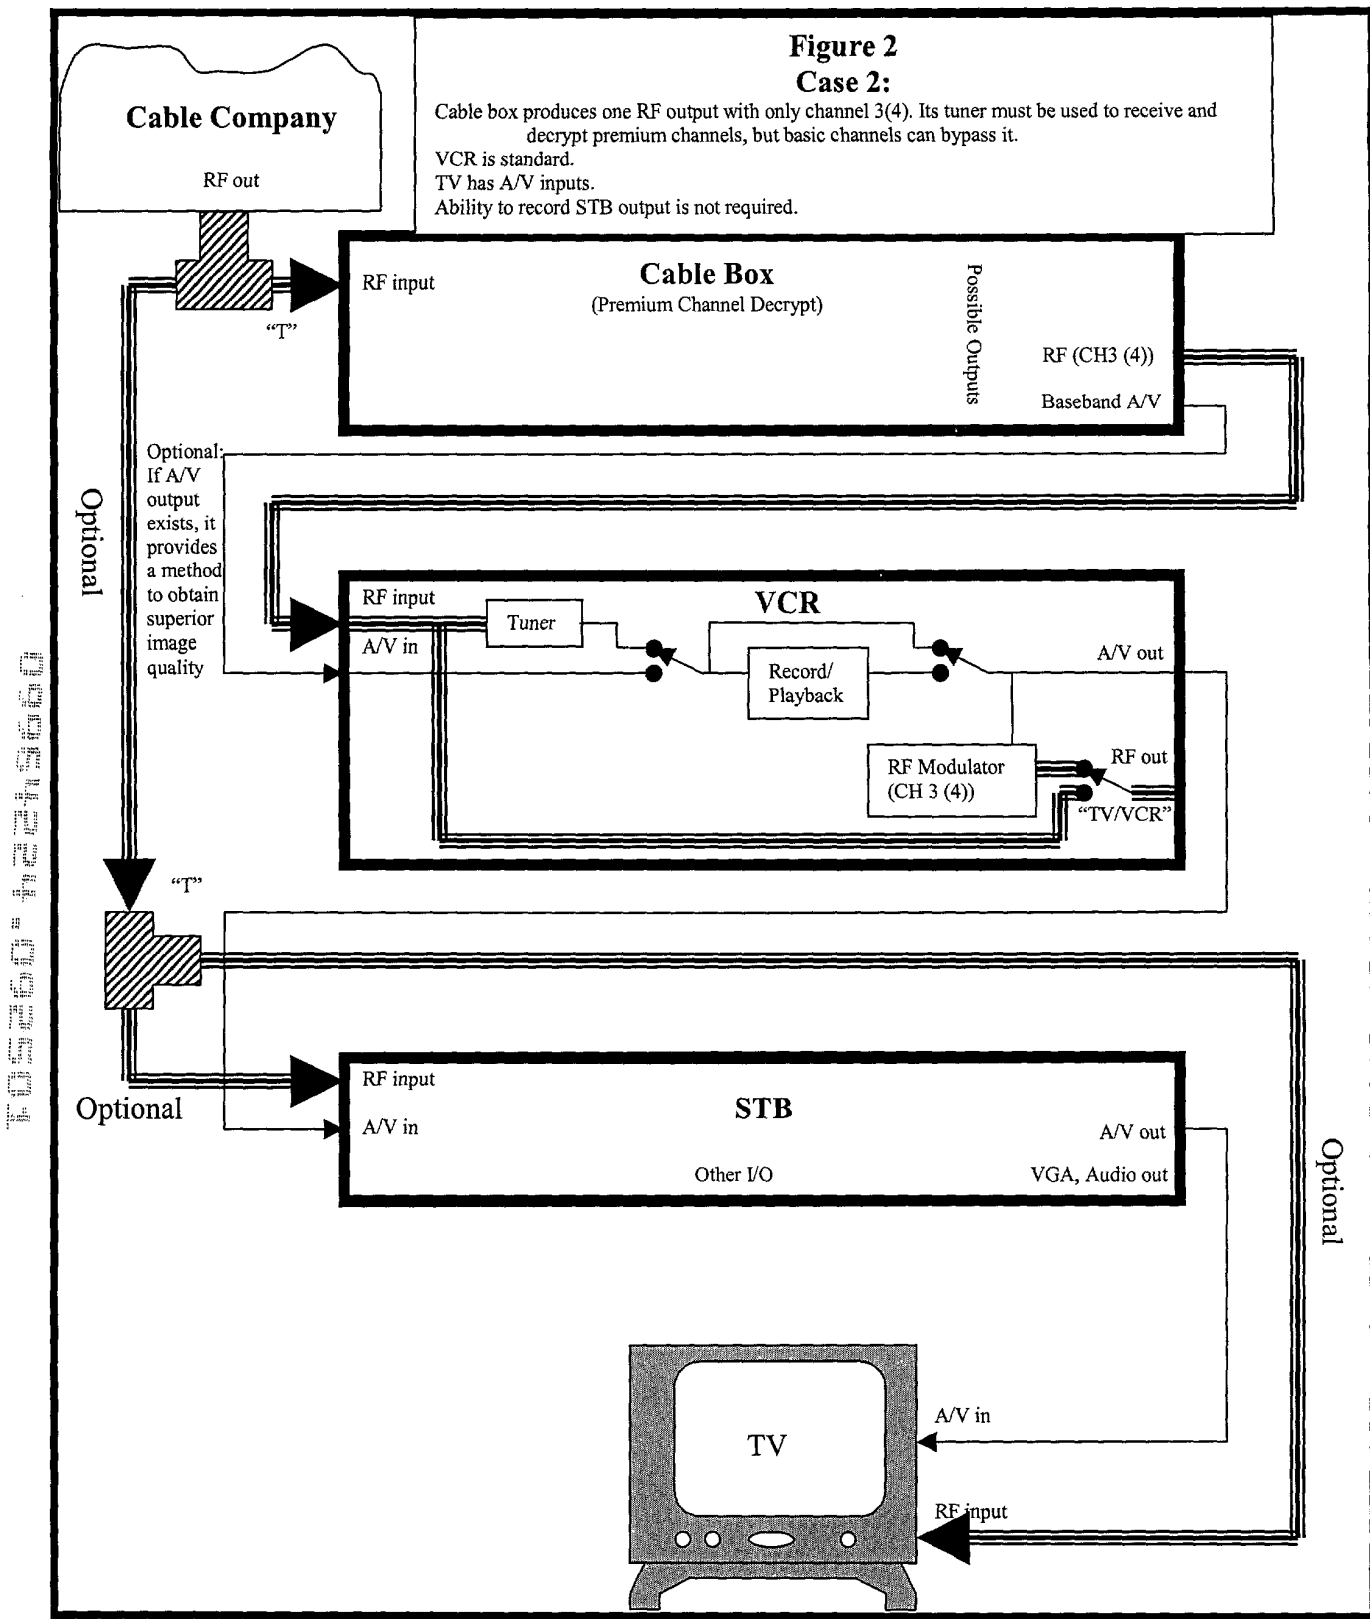 Figure 2
Case 2:
Cable box produces one RF output with only channel 3(4). Its tuner must be used to receive and
decrypt premium channels, but basic channels can bypass it.
VCR is standard.
TV has A/V inputs.
Ability to record STB output is not required.
Cable Company
RF out
"T"
RF input
Cable Box
(Premium Channel Decrypt)
Possible Outputs
RF (CH3 (4))
Baseband A/V
Optional
Optional:
If A/V
output
exists, it
provides
a method
to obtain
superior
image
quality
RF input
VCR
Tuner
A/V in
Record/
Playback
A/V out
RF Modulator
(CH 3 (4))
RF out
"TV/VCR"
"T"
Optional
RF input
STB
A/V in
A/V out
Other I/O
VGA, Audio out
Optional
TV
A/V in
RF input